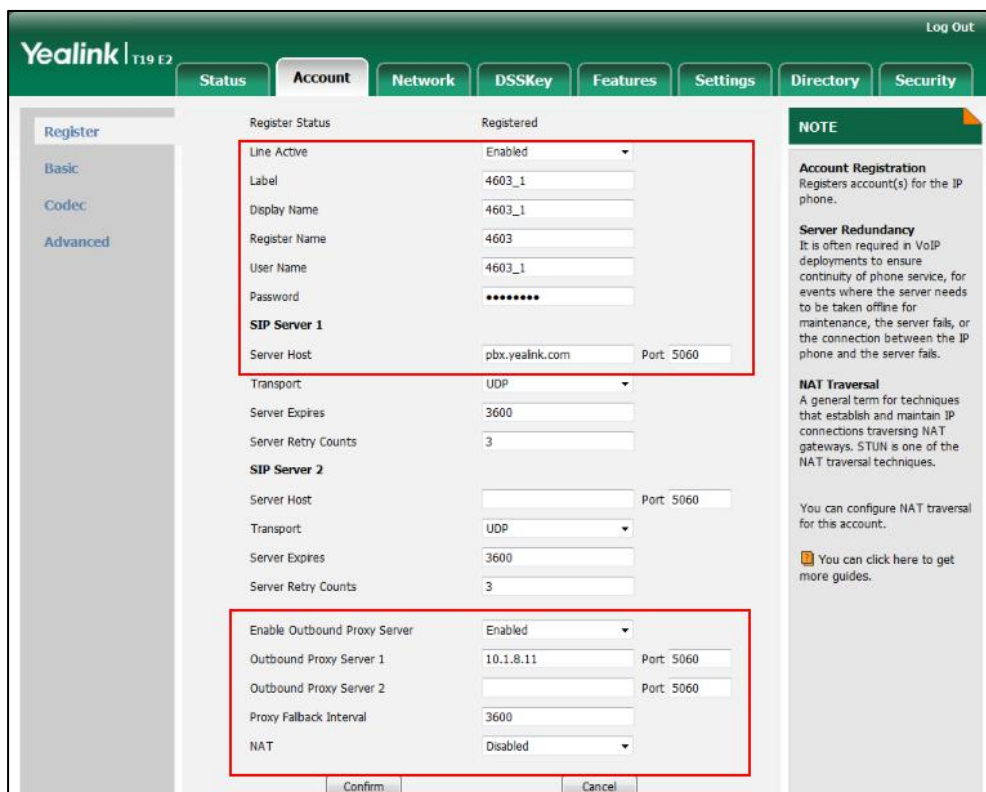 Log Out
Yealink | T19 E2
Status Account Network DSSKey Features Settings Directory Security
Register
Basic
Codec
Advanced
Register Status Registered
Line Active Enabled
Label 4603_1
Display Name 4603_1
Register Name 4603
User Name 4603_1
Password ••••••••
SIP Server 1
Server Host pbx.yealink.com Port 5060
Transport UDP
Server Expires 3600
Server Retry Counts 3
SIP Server 2
Server Host Port 5060
Transport UDP
Server Expires 3600
Server Retry Counts 3
Enable Outbound Proxy Server Enabled
Outbound Proxy Server 1 10.1.8.11 Port 5060
Outbound Proxy Server 2 Port 5060
Proxy Fallback Interval 3600
NAT Disabled
Confirm Cancel
NOTE
Account Registration
Registers account(s) for the IP
phone.
Server Redundancy
It is often required in VoIP
deployments to ensure
continuity of phone service, for
events where the server needs
to be taken offline for
maintenance, the server fails, or
the connection between the IP
phone and the server fails.
NAT Traversal
A general term for techniques
that establish and maintain IP
connections traversing NAT
gateways. STUN is one of the
NAT traversal techniques.
You can configure NAT traversal
for this account.
You can click here to get
more guides.